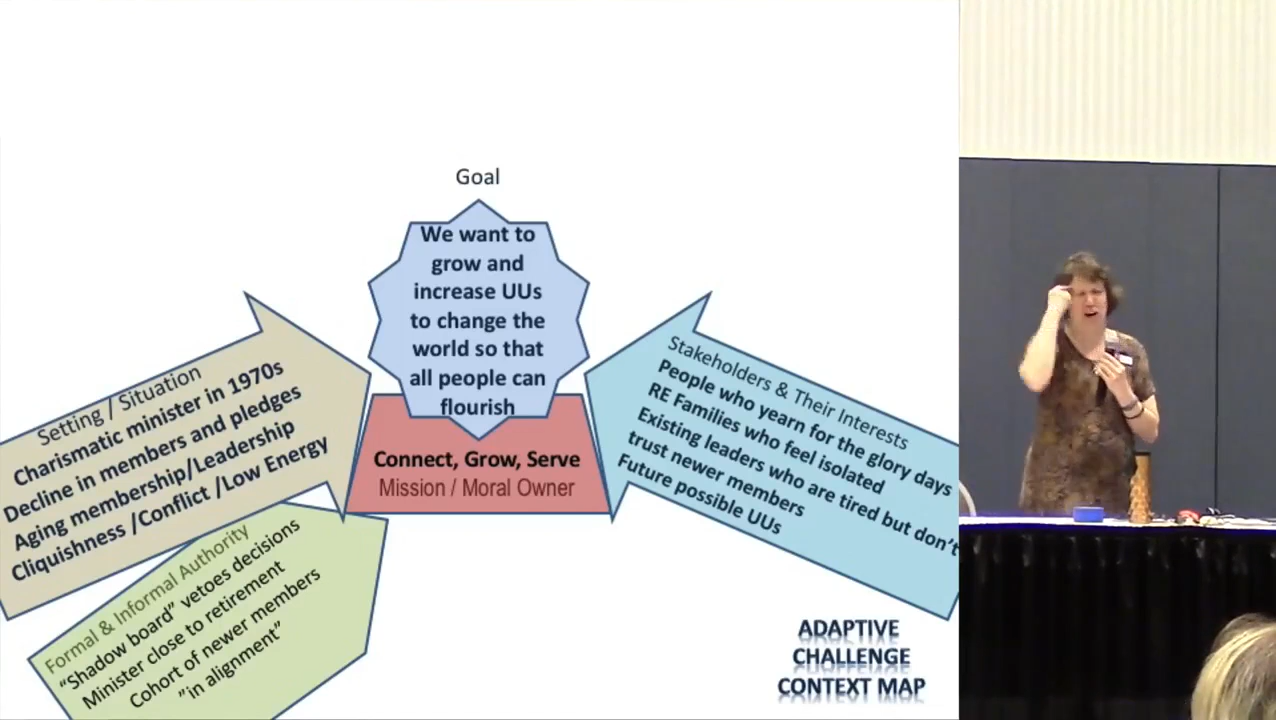 Goal
We want to
grow and
increase UUs
to change the
world so that
all people can
flourish
Connect, Grow, Serve
Mission / Moral Owner
Setting / Situation
Charismatic minister in 1970s
Decline in members and pledges
Aging membership/Leadership
Cliquishness /Conflict /Low Energy
Formal & Informal Authority
“Shadow board” vetoes decisions
Minister close to retirement
Cohort of newer members
”in alignment”
Stakeholders & Their Interests
People who yearn for the glory days
RE Families who feel isolated
Existing leaders who are tired but don’t
trust newer members
Future possible UUs
ADAPTIVE
CHALLENGE
CONTEXT MAP